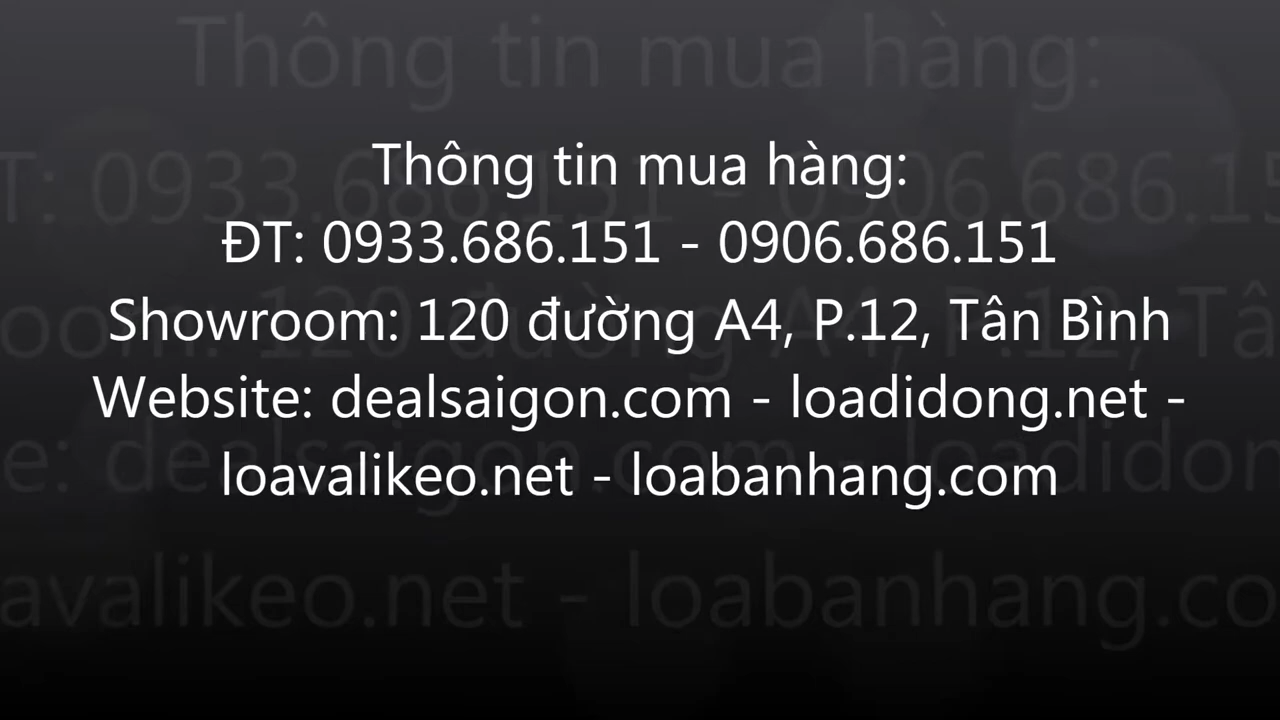 Thông tin mua hàng:
ĐT: 0933.686.151 - 0906.686.151
Showroom: 120 đường A4, P.12, Tân Bình
Website: dealsaigon.com - loadidong.net -
loavalikeo.net - loabanhang.com